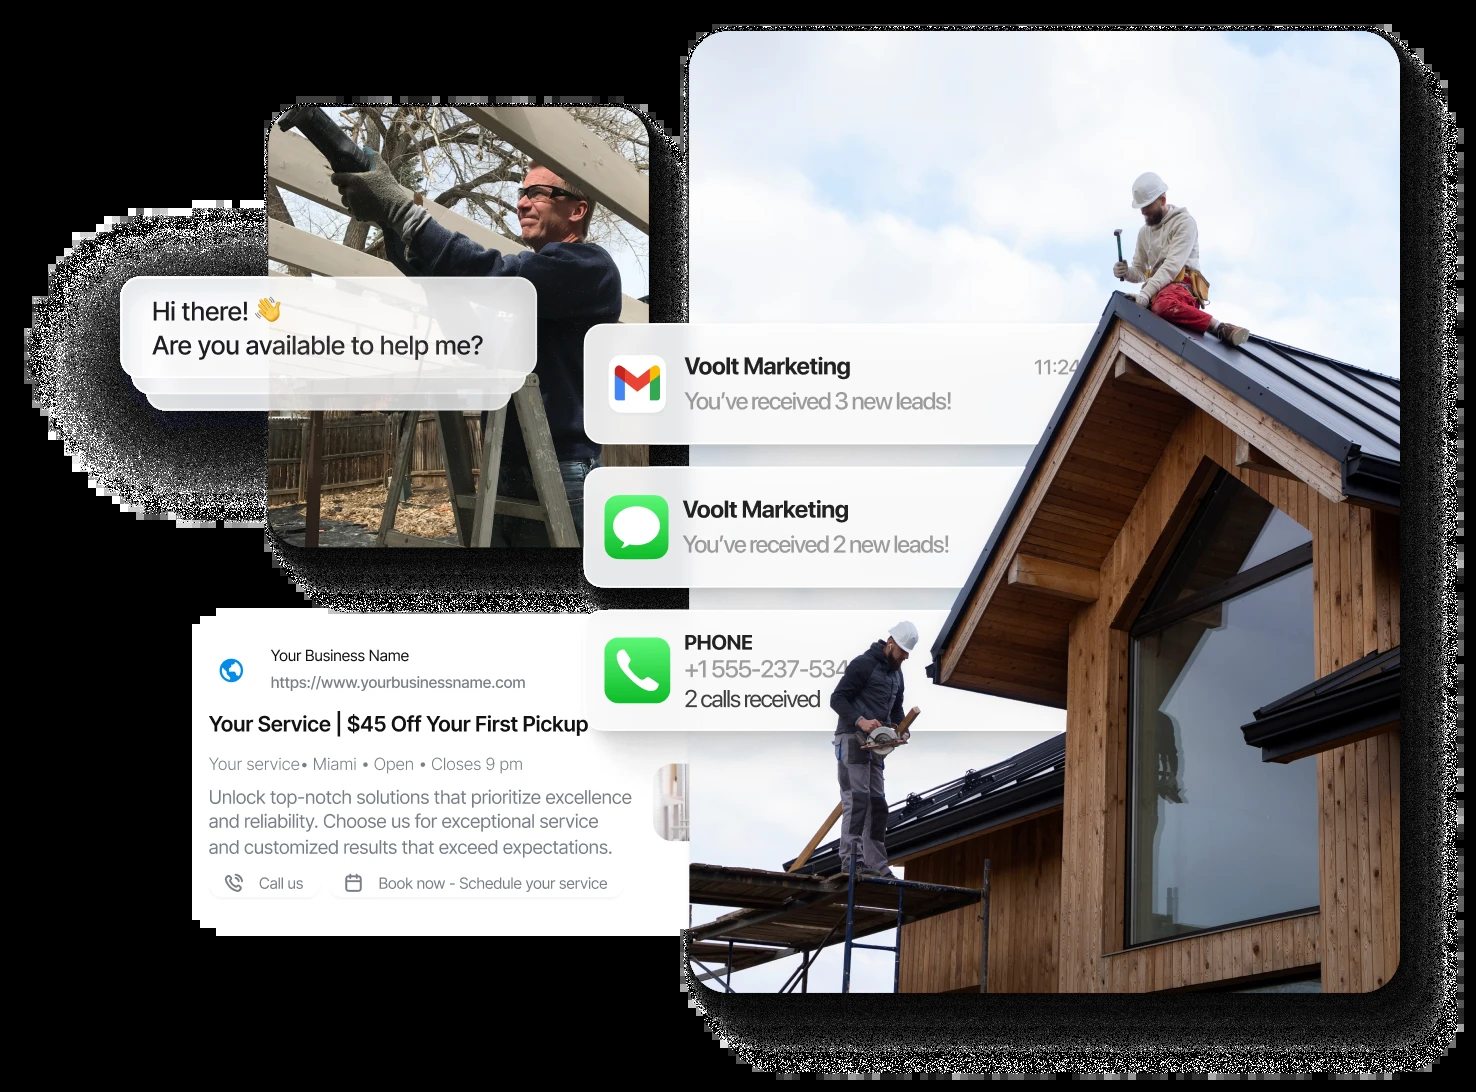 Hi there! 👋
Are you available to help me?
Voolt Marketing
11:24
You've received 3 new leads!
Voolt Marketing
You've received 2 new leads!
PHONE
+1 555-237-534
2 calls received
Your Business Name
https://www.yourbusinessname.com
Your Service | $45 Off Your First Pickup
Your service• Miami • Open • Closes 9 pm
Unlock top-notch solutions that prioritize excellence
and reliability. Choose us for exceptional service
and customized results that exceed expectations.
Call us
Book now - Schedule your service